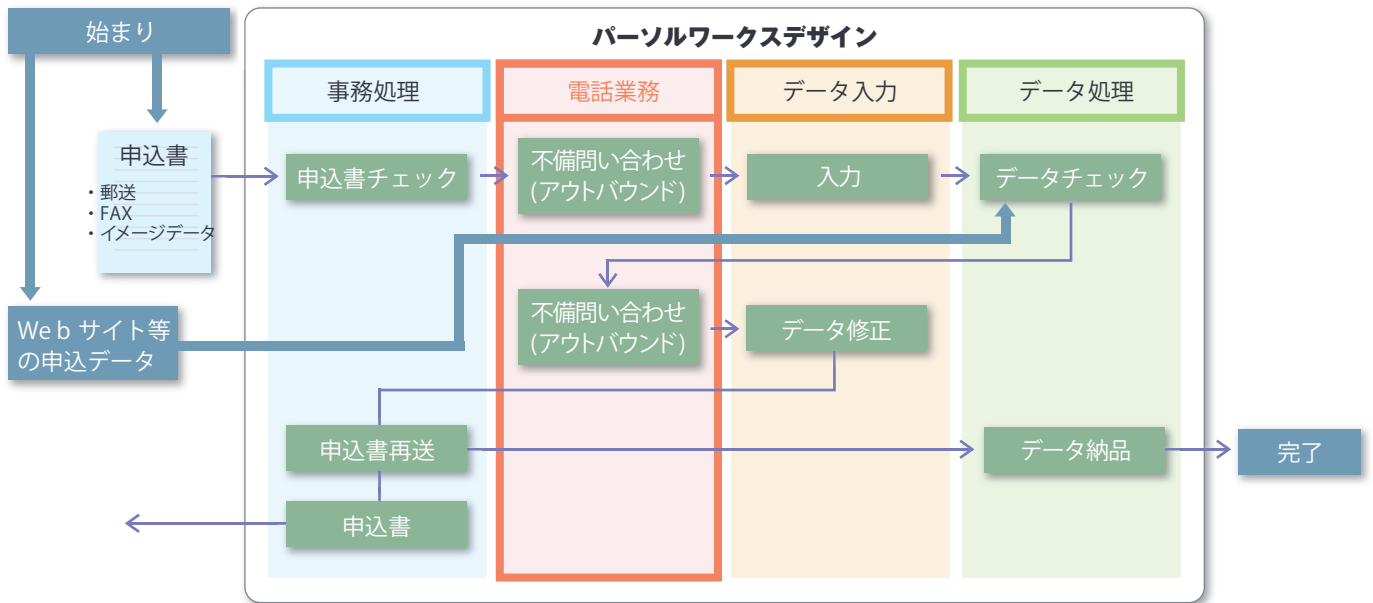 始まり
パーソルワークスデザイン
事務処理
電話業務
データ入力
データ処理
申込書
・郵送
・FAX
・イメージデータ
申込書チェック
不備問い合わせ
(アウトバウンド)
入力
データチェック
Webサイト等
の申込データ
不備問い合わせ
(アウトバウンド)
データ修正
申込書再送
データ納品
完了
申込書